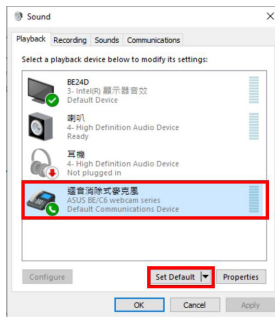 Sound
Playback Recording Sounds Communications
Select a playback device below to modify its settings:
BE24D
3- Intel(R) 顯示器音效
Default Device
喇叭
4- High Definition Audio Device
Ready
耳機
4- High Definition Audio Device
Not plugged in
迴音消除式麥克風
ASUS BE/C6 webcam series
Default Communications Device
Configure Set Default Properties
OK Cancel Apply